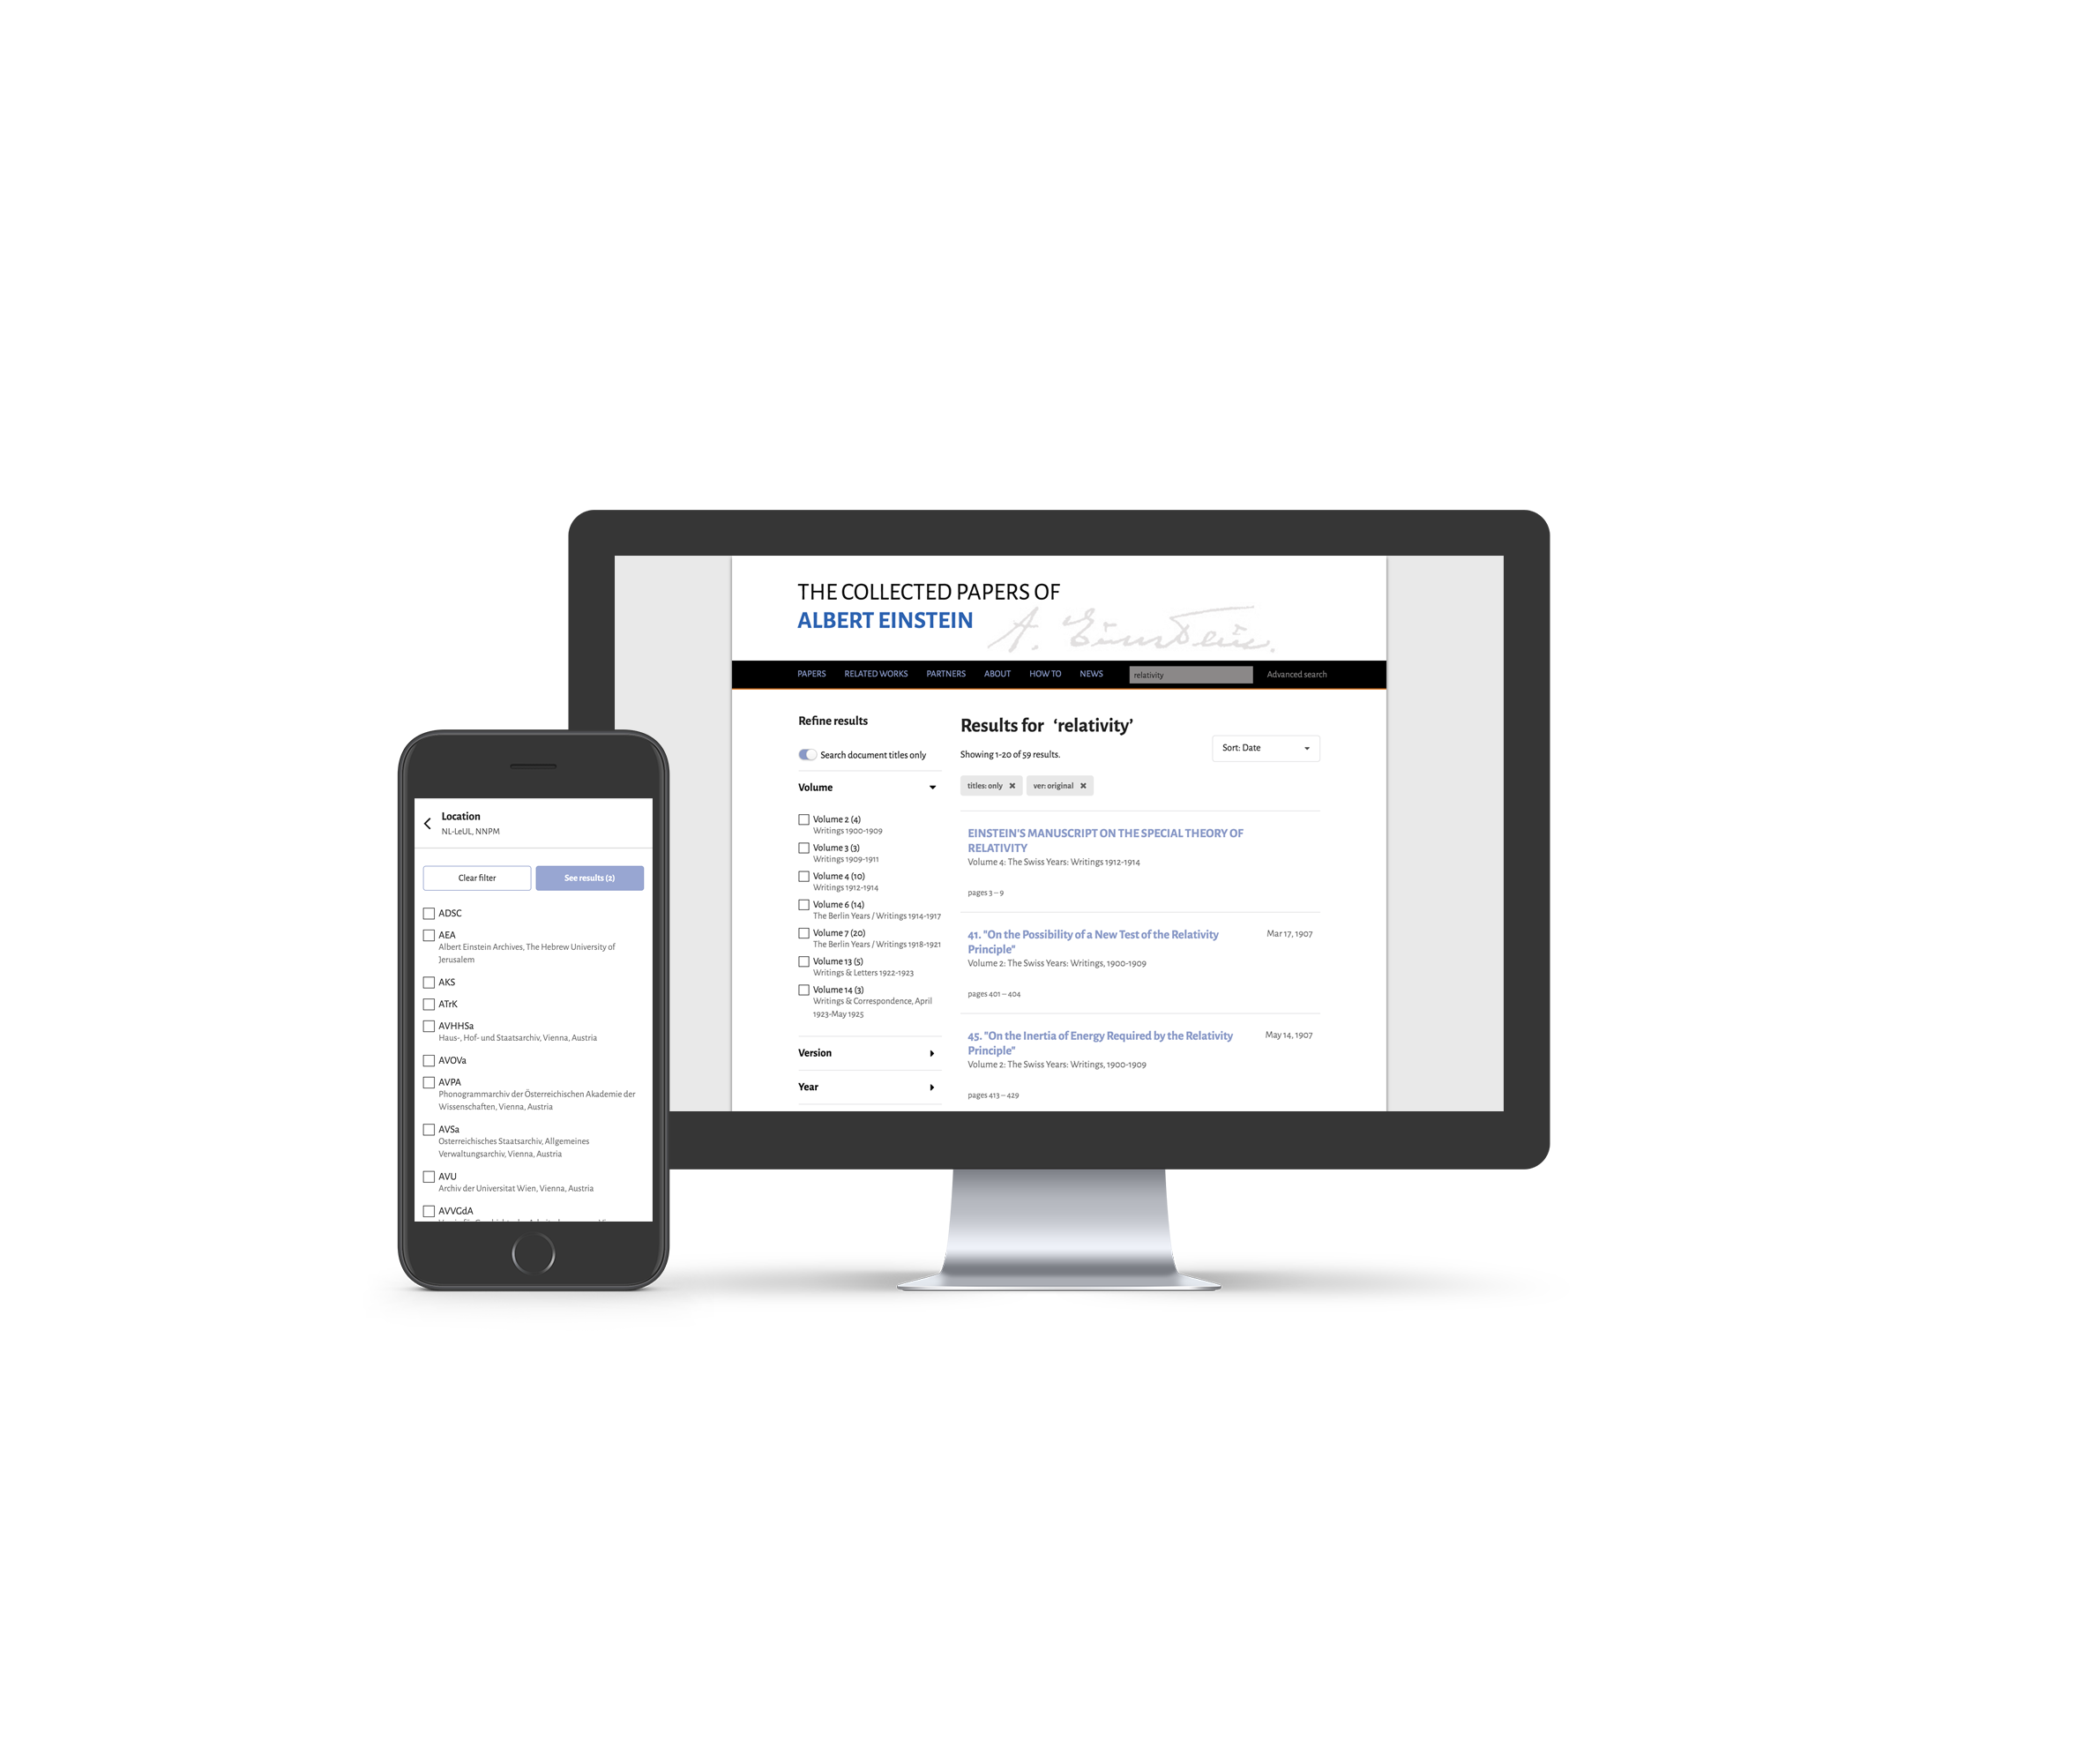 THE COLLECTED PAPERS OF
ALBERT EINSTEIN
A. Einstein.
PAPERS RELATED WORKS PARTNERS ABOUT HOW TO NEWS relativity Advanced search
Refine results
Search document titles only
Volume
Volume 2 (4)
Writings 1900-1909
Volume 3 (3)
Writings 1909-1911
Volume 4 (10)
Writings 1912-1914
Volume 6 (14)
The Berlin Years / Writings 1914-1917
Volume 7 (20)
The Berlin Years / Writings 1918-1921
Volume 13 (5)
Writings & Letters 1922-1923
Volume 14 (3)
Writings & Correspondence, April
1923-May 1925
Version
Year
Results for ‘relativity’
Showing 1-20 of 59 results.
Sort: Date
titles: only ✖ ver: original ✖
EINSTEIN'S MANUSCRIPT ON THE SPECIAL THEORY OF
RELATIVITY
Volume 4: The Swiss Years: Writings 1912-1914
pages 3 – 9
41. "On the Possibility of a New Test of the Relativity Mar 17, 1907
Principle"
Volume 2: The Swiss Years: Writings, 1900-1909
pages 401 – 404
45. "On the Inertia of Energy Required by the Relativity May 14, 1907
Principle"
Volume 2: The Swiss Years: Writings, 1900-1909
pages 413 – 429
Location
NL-LeUL, NNPM
Clear filter See results (2)
ADSC
AEA
Albert Einstein Archives, The Hebrew University of
Jerusalem
AKS
ATrK
AVHHSa
Haus-, Hof- und Staatsarchiv, Vienna, Austria
AVOVa
AVPA
Phonogrammarchiv der Österreichischen Akademie der
Wissenschaften, Vienna, Austria
AVSa
Osterreichisches Staatsarchiv, Allgemeines
Verwaltungsarchiv, Vienna, Austria
AVU
Archiv der Universitat Wien, Vienna, Austria
AVVGdA